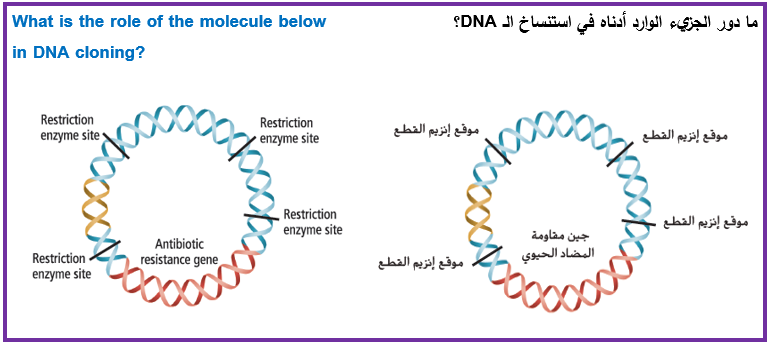 What is the role of the molecule below
in DNA cloning?
ما دور الجزيء الوارد أدناه في استنساخ الـ DNA؟
Restriction
enzyme site
Restriction
enzyme site
Restriction
enzyme site
Restriction
enzyme site
Antibiotic
resistance gene
موقع إنزيم القطع
موقع إنزيم القطع
موقع إنزيم القطع
موقع إنزيم القطع
جين مقاومة
المضاد الحيوي